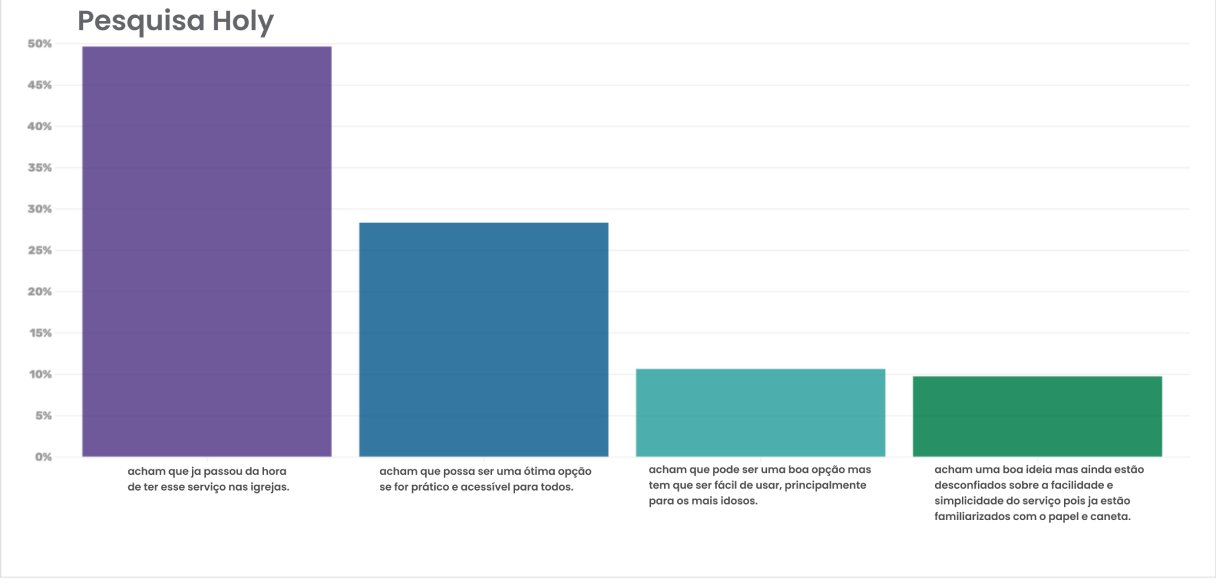 Pesquisa Holy
50%
45%
40%
35%
30%
25%
20%
15%
10%
5%
0%
acham que ja passou da hora
de ter esse serviço nas igrejas.
acham que possa ser uma ótima opção
se for prático e acessível para todos.
acham que pode ser uma boa opção mas
tem que ser fácil de usar, principalmente
para os mais idosos.
acham uma boa ideia mas ainda estão
desconfiados sobre a facilidade e
simplicidade do serviço pois ja estão
familiarizados com o papel e caneta.